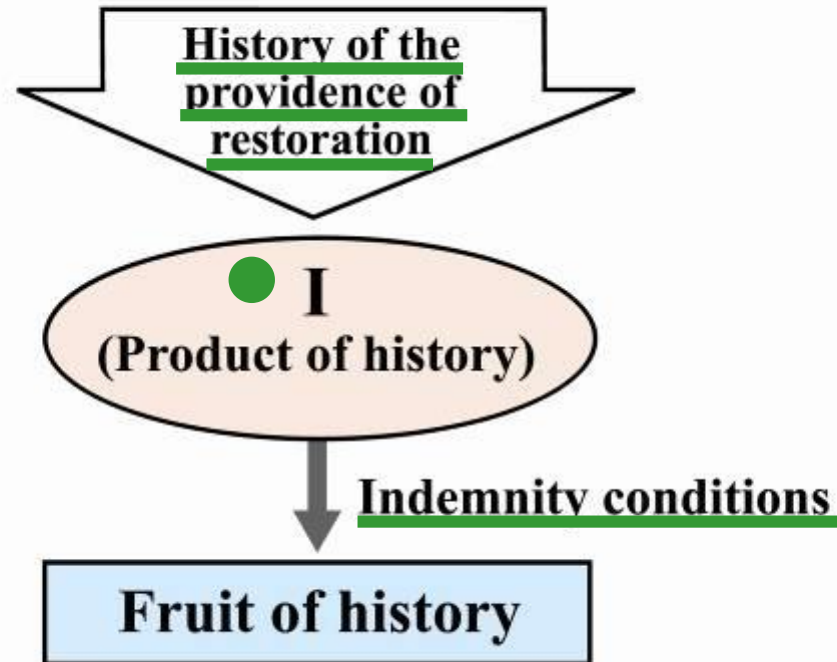 History of the
providence of
restoration
I
(Product of history)
Indemnity conditions
Fruit of history